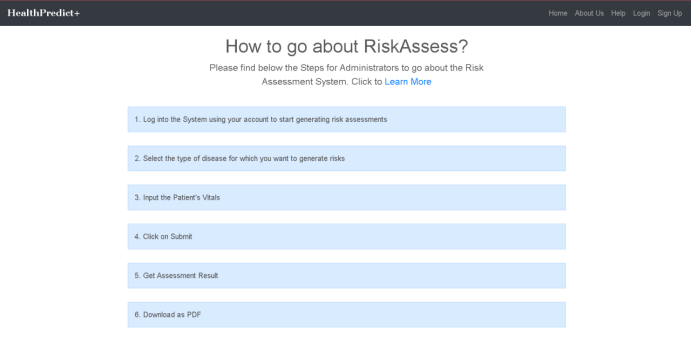 HealthPredict+
Home About Us Help Login Sign Up
How to go about RiskAssess?
Please find below the Steps for Administrators to go about the Risk
Assessment System. Click to Learn More
1. Log into the System using your account to start generating risk assessments
2. Select the type of disease for which you want to generate risks
3. Input the Patient's Vitals
4. Click on Submit
5. Get Assessment Result
6. Download as PDF